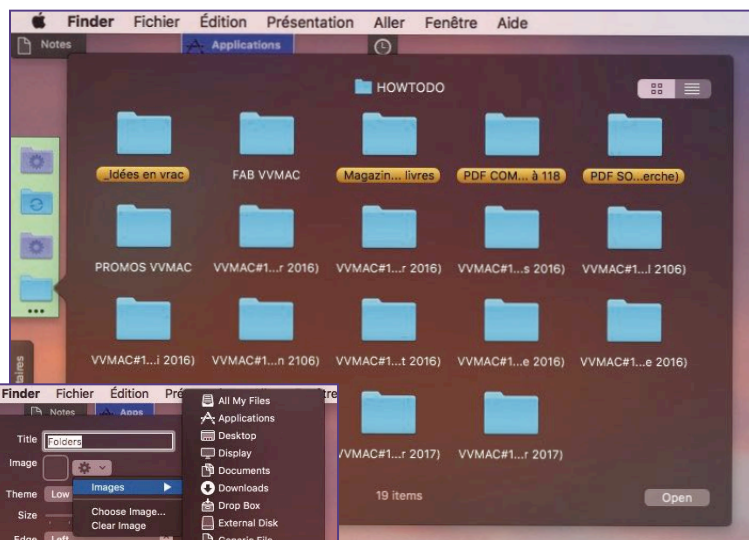 Finder Fichier Édition Présentation Aller Fenêtre Aide
Notes Applications
HOWTODO
_Idées en vrac FAB VVMAC Magazin... livres PDF COM... à 118 PDF SO...erche)
PROMOS VVMAC VVMAC#1...r 2016) VVMAC#1...r 2016) VVMAC#1...s 2016) VVMAC#1...l 2106)
VVMAC#1...i 2016) VVMAC#1...n 2106) VVMAC#1...t 2016) VVMAC#1...e 2016) VVMAC#1...e 2016)
VVMAC#1...r 2017) VVMAC#1...r 2017)
19 items Open
Finder Fichier Édition
Notes Apps
Title Folders
Image
Images
Theme Low
Choose Image...
Size
Clear Image
Edge Left
All My Files
Applications
Desktop
Display
Documents
Downloads
Drop Box
External Disk
Generic File